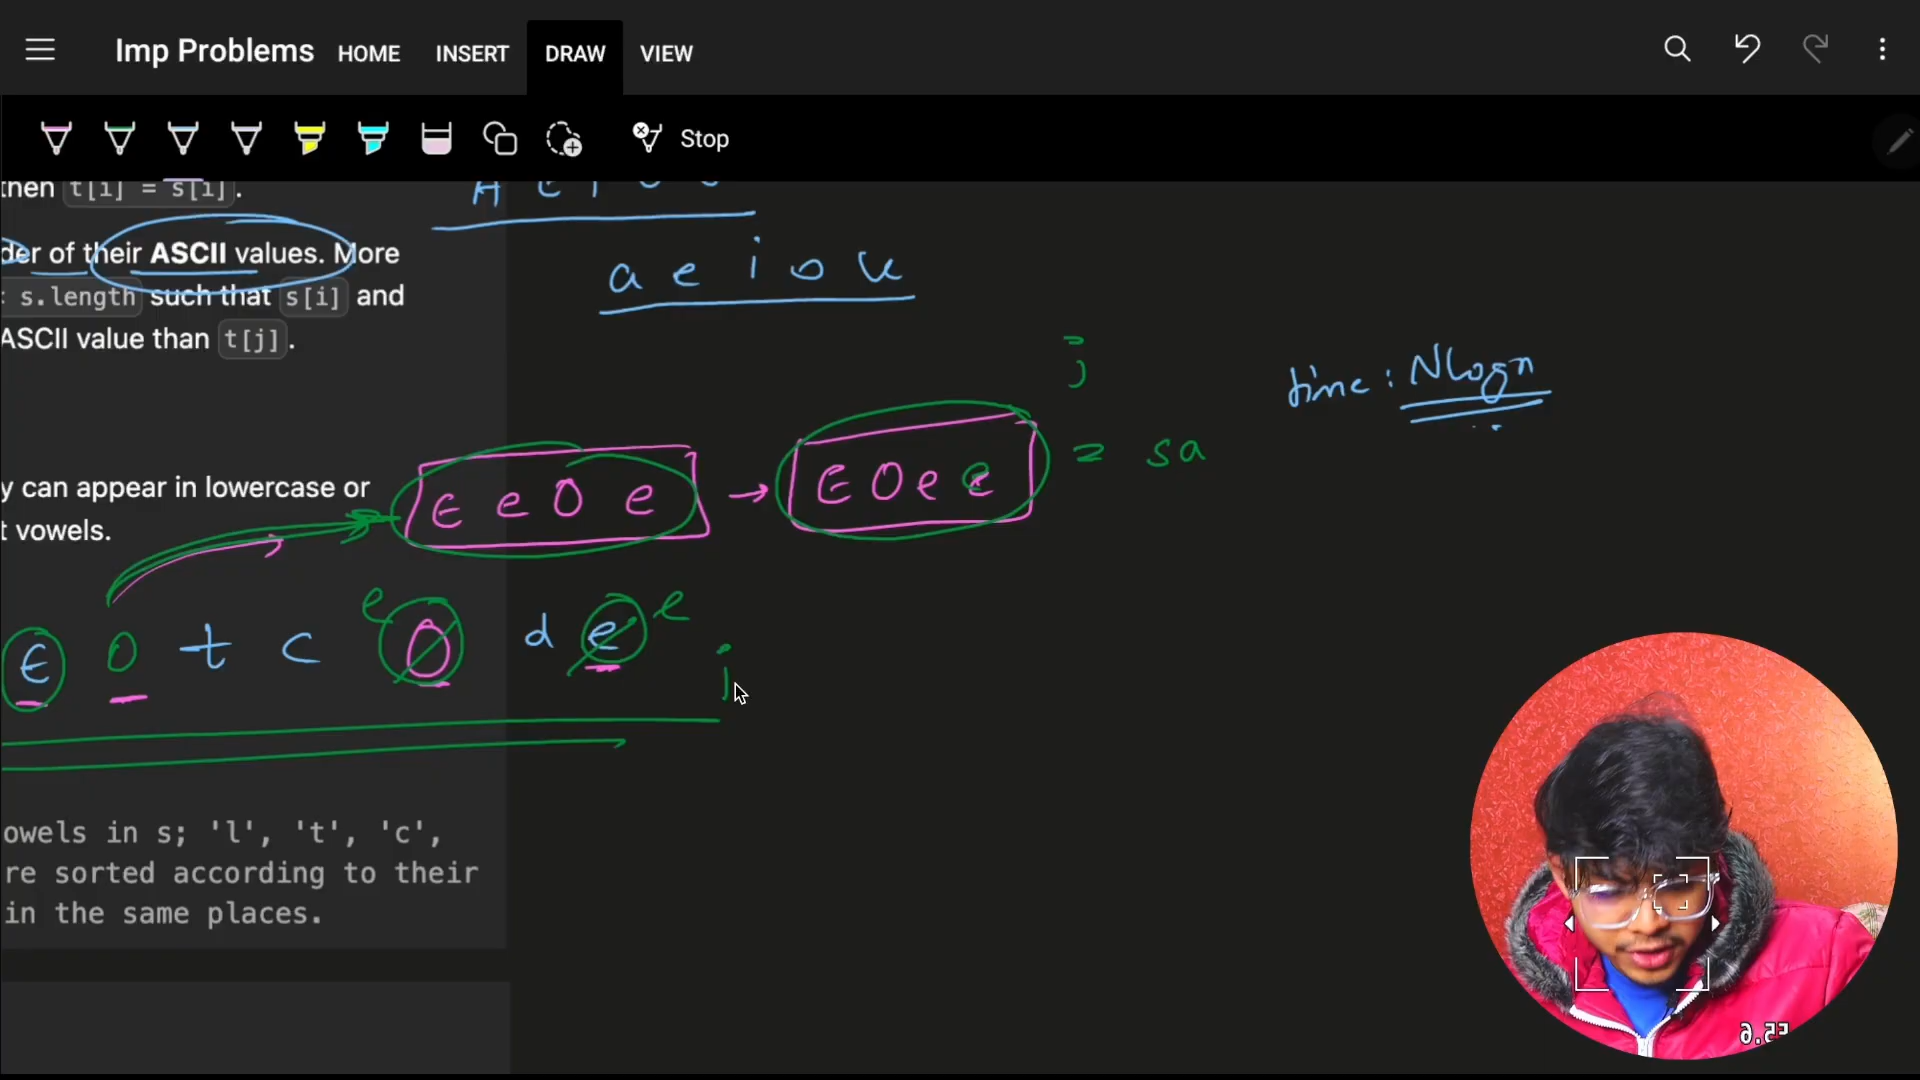 Imp Problems HOME INSERT DRAW VIEW
Stop
then t[i] = s[i].
der of their ASCII values. More
s.length such that s[i] and
ASCII value than t[j].
a e i o u
j
time: Nlogn
E e O e → E O e e = sa
y can appear in lowercase or
t vowels.
e e
E O t c O d e
i
owels in s; 'l', 't', 'c',
re sorted according to their
in the same places.